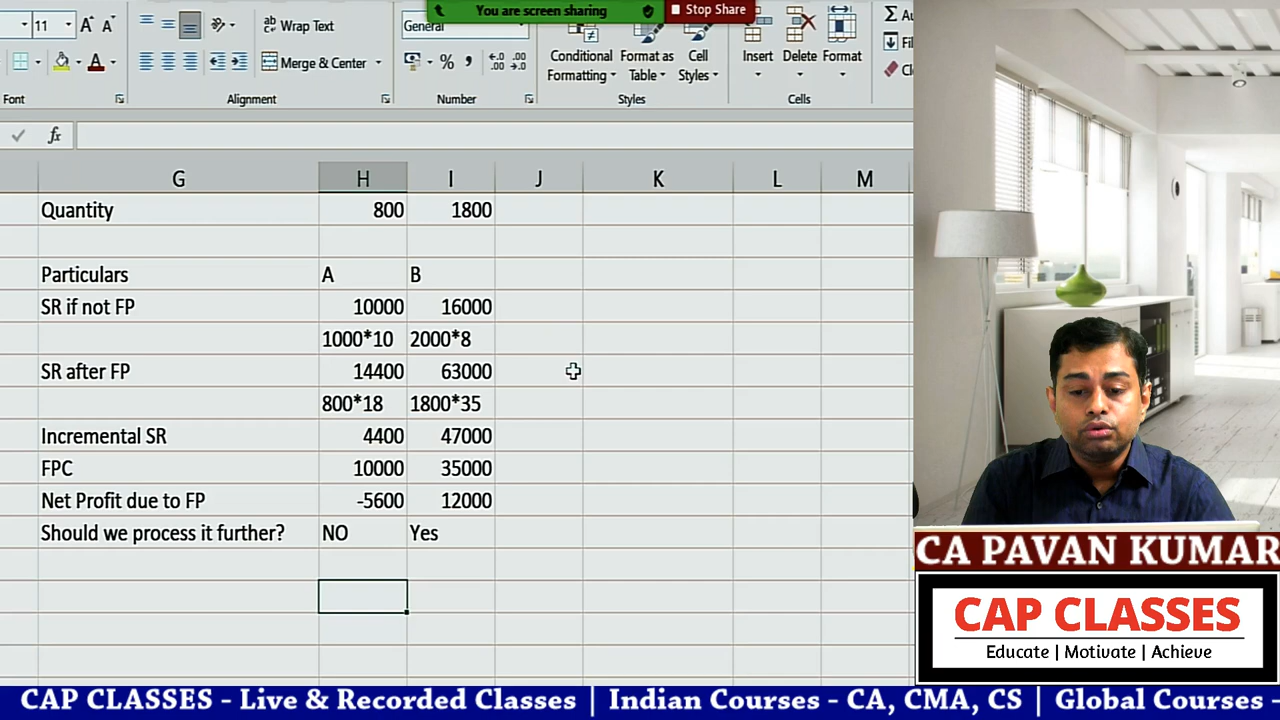 You are screen sharing
Stop Share
11
A A
Wrap Text
General
Font
Merge & Center
%
Conditional Formatting
Format as Table
Cell Styles
Insert
Delete
Format
Alignment
Number
Styles
Cells
fx
G H I J K L M
Quantity 800 1800
Particulars A B
SR if not FP 10000 16000
1000*10 2000*8
SR after FP 14400 63000
800*18 1800*35
Incremental SR 4400 47000
FPC 10000 35000
Net Profit due to FP -5600 12000
Should we process it further? NO Yes
CA PAVAN KUMAR
CAP CLASSES
Educate | Motivate | Achieve
CAP CLASSES - Live & Recorded Classes | Indian Courses - CA, CMA, CS | Global Courses -